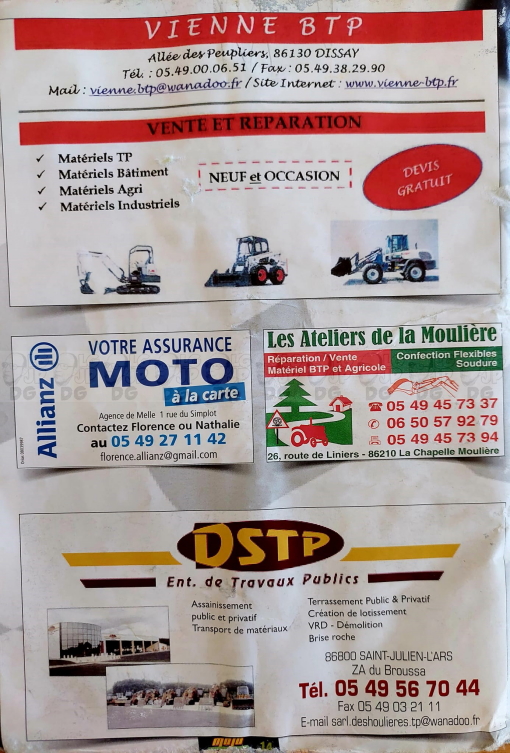 VIENNE BTP
Allée des Peupliers, 86130 DISSAY
Tél. : 05.49.00.06.51 / Fax : 05.49.38.29.90
Mail : vienne.btp@wanadoo.fr / Site Internet : www.vienne-btp.fr
VENTE ET REPARATION
✓ Matériels TP
✓ Matériels Bâtiment
✓ Matériels Agri
✓ Matériels Industriels
NEUF et OCCASION
DEVIS
GRATUIT
Allianz
VOTRE ASSURANCE
MOTO
à la carte
Agence de Melle 1 rue du Simplot
Contactez Florence ou Nathalie
au 05 49 27 11 42
florence.allianz@gmail.com
Les Ateliers de la Moulière
Réparation / Vente
Matériel BTP et Agricole
Confection Flexibles
Soudure
05 49 45 73 37
06 50 57 92 79
05 49 45 73 94
26, route de Liniers - 86210 La Chapelle Moulière
DSTP
Ent. de Travaux Publics
Assainissement
public et privatif
Transport de matériaux
Terrassement Public & Privatif
Création de lotissement
VRD - Démolition
Brise roche
86800 SAINT-JULIEN-L'ARS
ZA du Broussa
Tél. 05 49 56 70 44
Fax 05 49 03 21 11
E-mail sarl.deshoulieres.tp@wanadoo.fr
14